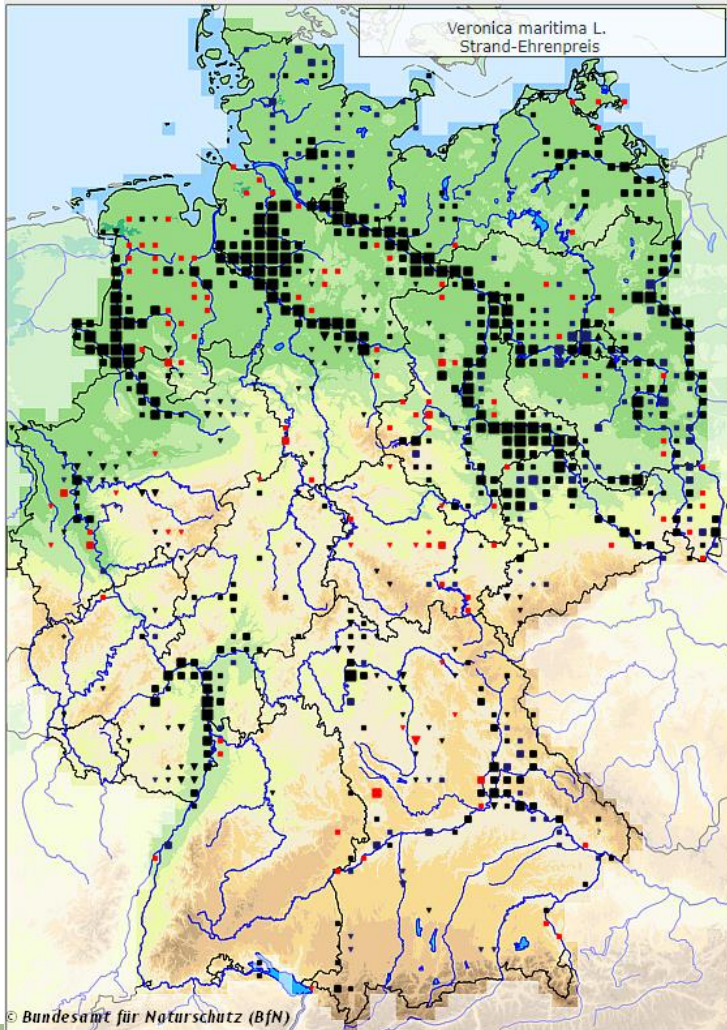 Veronica maritima L.
Strand-Ehrenpreis
© Bundesamt für Naturschutz (BfN)